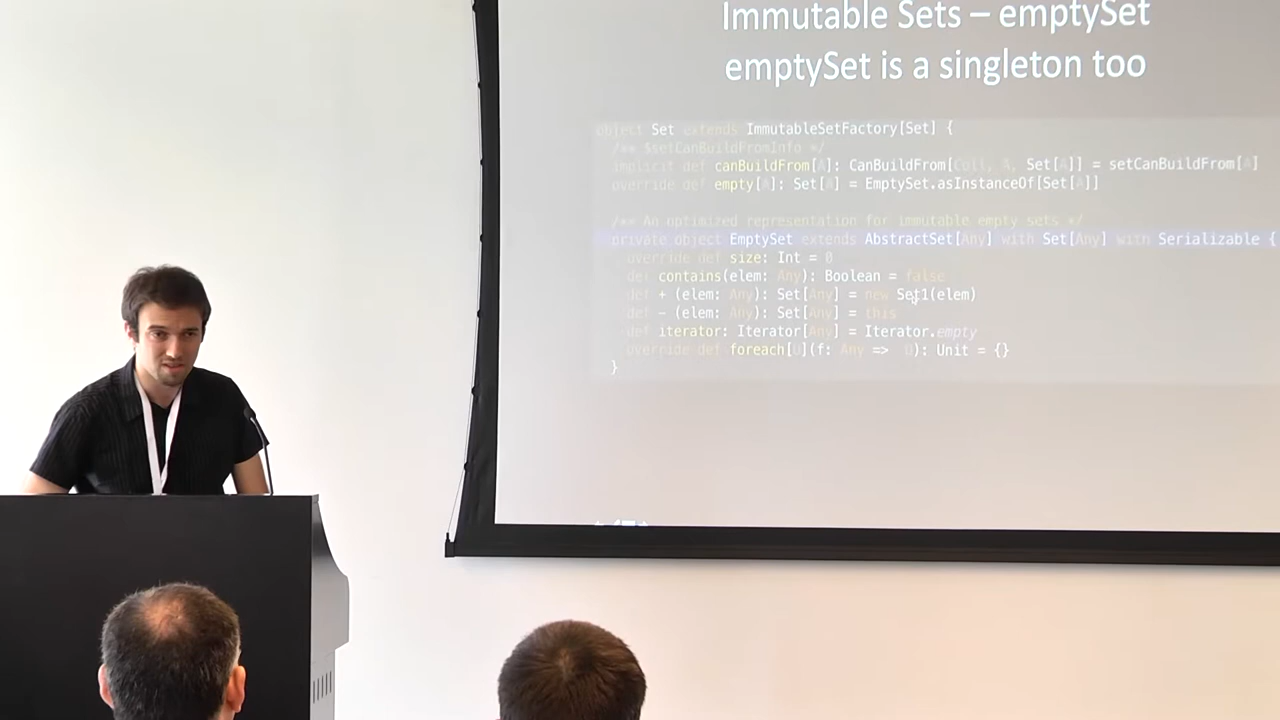 Immutable Sets – emptySet
emptySet is a singleton too
object Set extends ImmutableSetFactory[Set] {
/** $setCanBuildFromInfo */
implicit def canBuildFrom[A]: CanBuildFrom[Coll, A, Set[A]] = setCanBuildFrom[A]
override def empty[A]: Set[A] = EmptySet.asInstanceOf[Set[A]]
/** An optimized representation for immutable empty sets */
private object EmptySet extends AbstractSet[Any] with Set[Any] with Serializable {
override def size: Int = 0
def contains(elem: Any): Boolean = false
def + (elem: Any): Set[Any] = new Set1(elem)
def - (elem: Any): Set[Any] = this
def iterator: Iterator[Any] = Iterator.empty
override def foreach[U](f: Any => U): Unit = {}
}